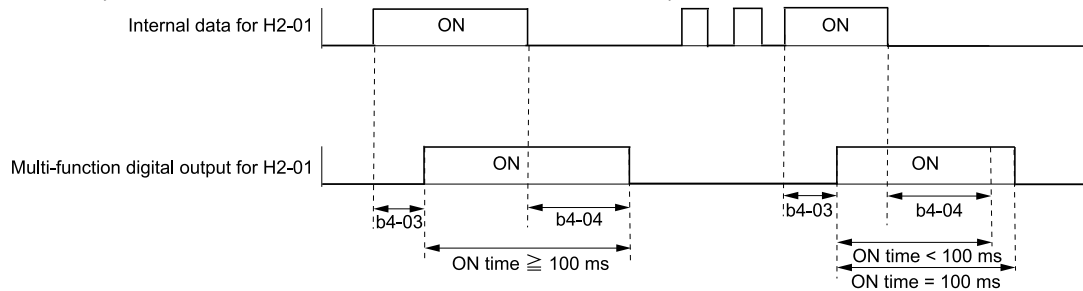 Internal data for H2-01
ON
ON
Multi-function digital output for H2-01
ON
ON
b4-03
b4-04
b4-03
b4-04
ON time ≧ 100 ms
ON time < 100 ms
ON time = 100 ms